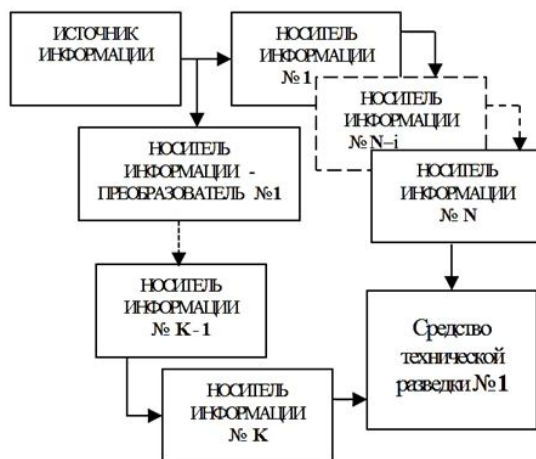 ИСТОЧНИК
ИНФОРМАЦИИ
НОСИТЕЛЬ
ИНФОРМАЦИИ
№ 1
НОСИТЕЛЬ
ИНФОРМАЦИИ
№ N–i
НОСИТЕЛЬ
ИНФОРМАЦИИ -
ПРЕОБРАЗОВАТЕЛЬ №1
НОСИТЕЛЬ
ИНФОРМАЦИИ
№ N
НОСИТЕЛЬ
ИНФОРМАЦИИ
№ K-1
Средство
технической
разведки №1
НОСИТЕЛЬ
ИНФОРМАЦИИ
№ K